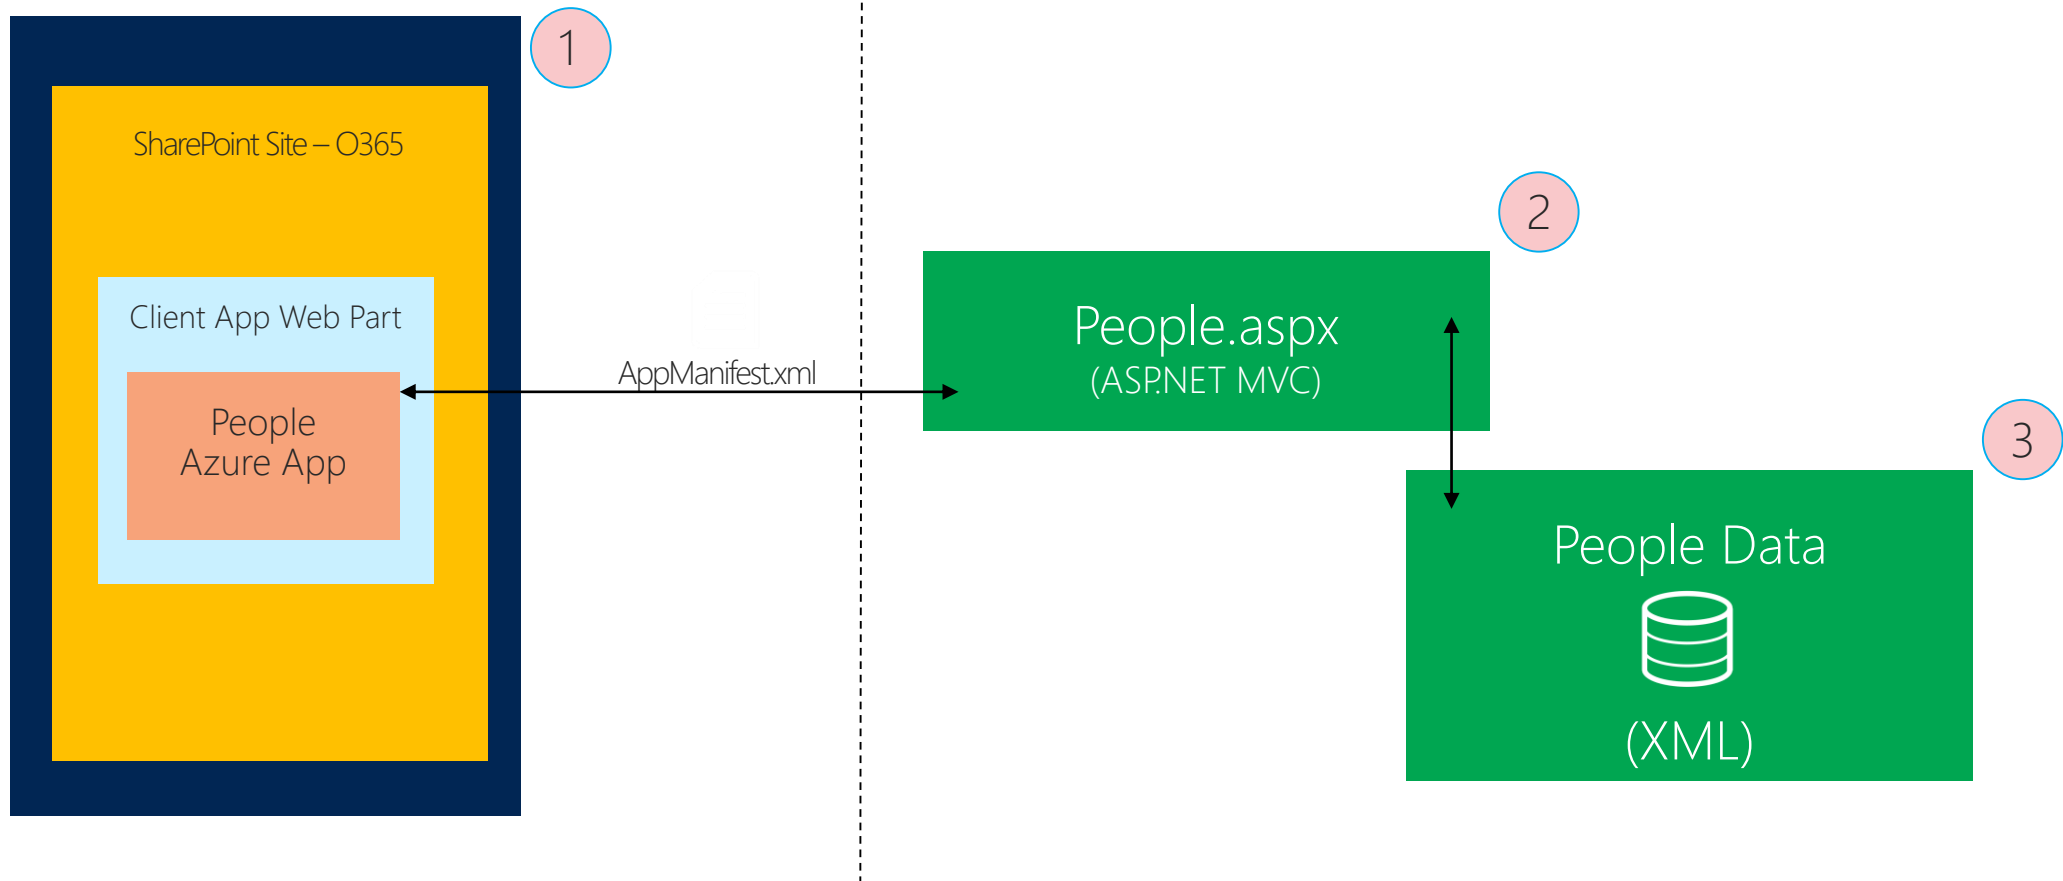 1
SharePoint Site – O365
Client App Web Part
People
Azure App
AppManifest.xml
2
People.aspx
(ASP.NET MVC)
3
People Data
(XML)